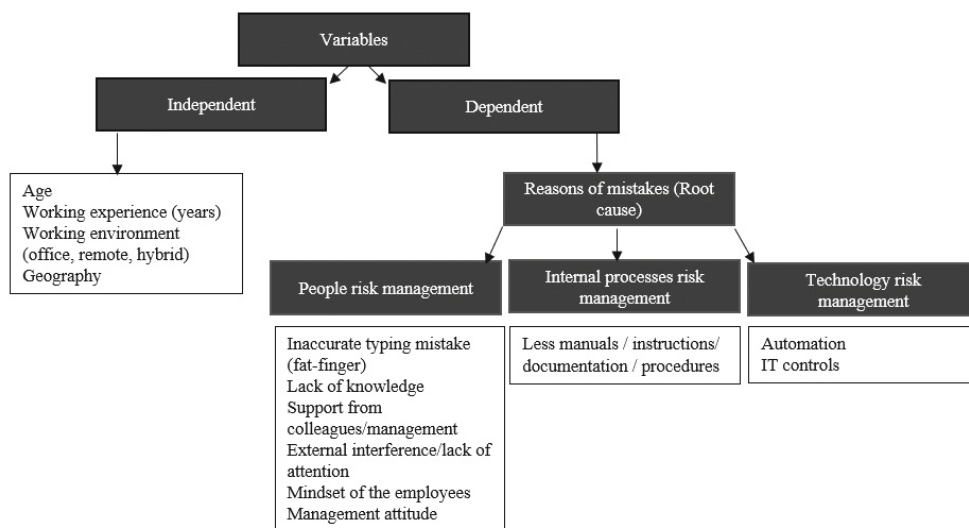 Variables
Independent
Dependent
Age
Working experience (years)
Working environment
(office, remote, hybrid)
Geography
Reasons of mistakes (Root
cause)
People risk management
Internal processes risk
management
Technology risk
management
Inaccurate typing mistake
(fat-finger)
Lack of knowledge
Support from
colleagues/management
External interference/lack of
attention
Mindset of the employees
Management attitude
Less manuals / instructions/
documentation / procedures
Automation
IT controls